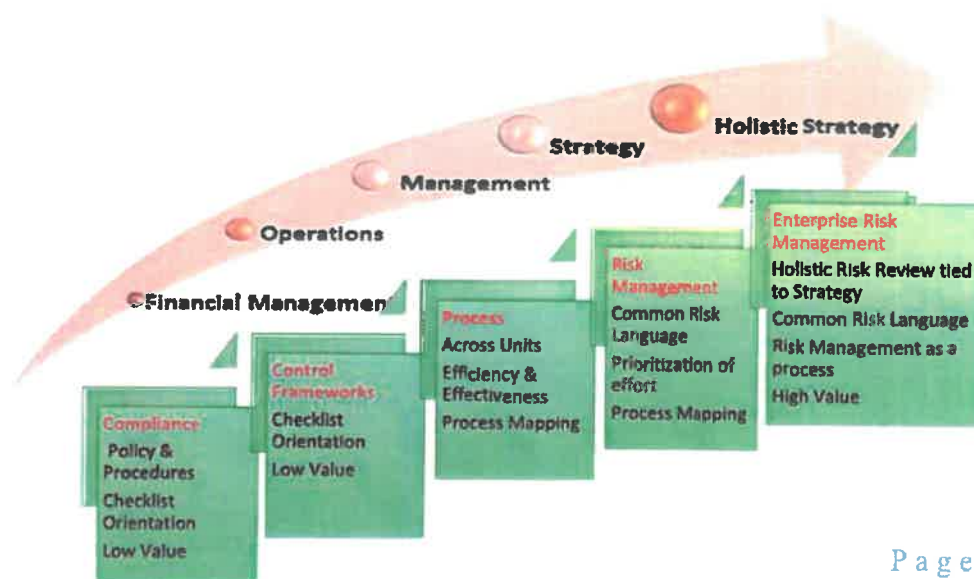 Holistic Strategy
Strategy
Management
Operations
Financial Management
Compliance
Policy &
Procedures
Checklist
Orientation
Low Value
Control
Frameworks
Checklist
Orientation
Low Value
Process
Across Units
Efficiency &
Effectiveness
Process Mapping
Risk
Management
Common Risk
Language
Prioritization of
effort
Process Mapping
Enterprise Risk
Management
Holistic Risk Review tied
to Strategy
Common Risk Language
Risk Management as a
process
High Value
Page